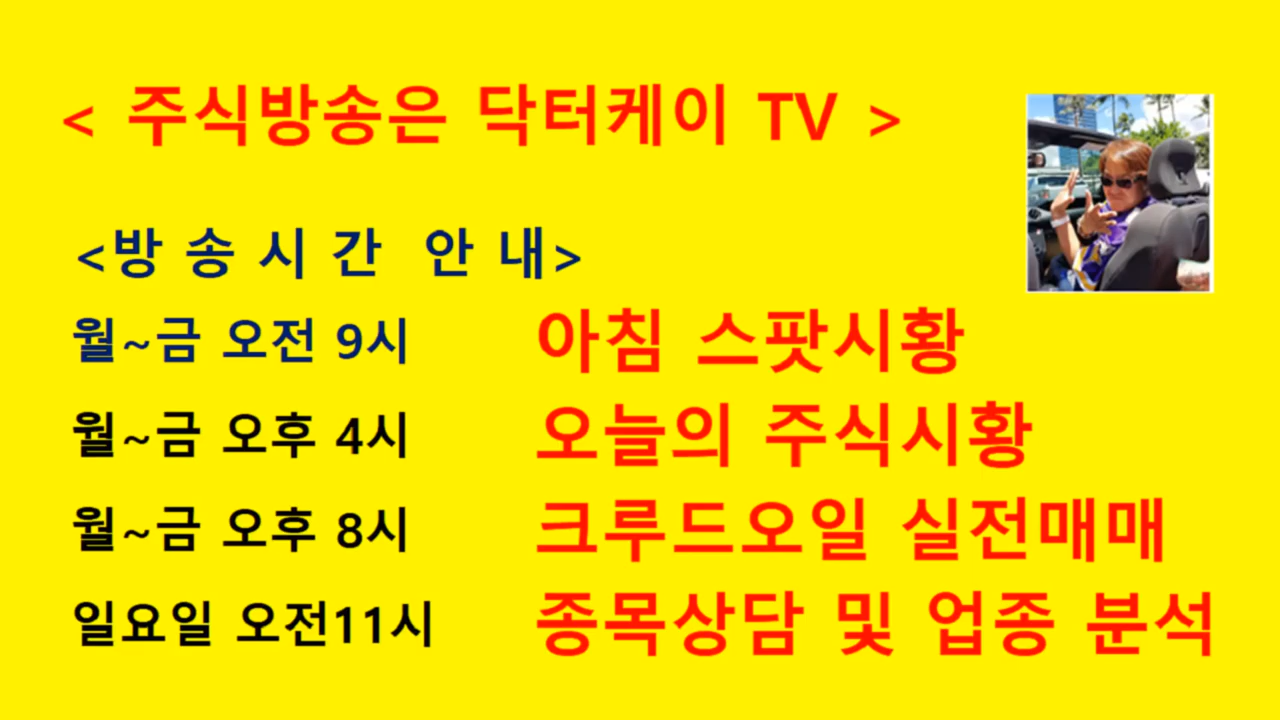 < 주식방송은 닥터케이 TV >
<방 송 시 간 안 내>
월~금 오전 9시 아침 스팟시황
월~금 오후 4시 오늘의 주식시황
월~금 오후 8시 크루드오일 실전매매
일요일 오전11시 종목상담 및 업종 분석